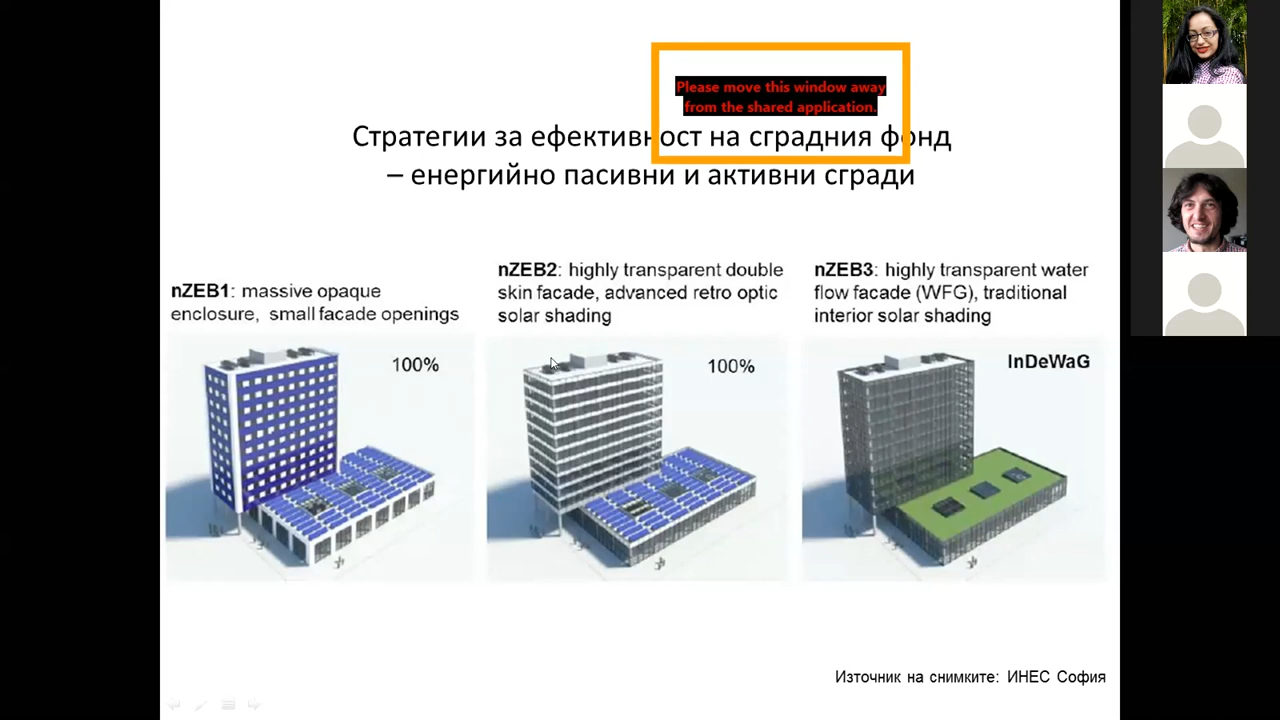 Please move this window away
from the shared application.
Стратегии за ефективност на сградния фонд
– енергийно пасивни и активни сгради
nZEB1: massive opaque
enclosure, small facade openings
100%
nZEB2: highly transparent double
skin facade, advanced retro optic
solar shading
100%
nZEB3: highly transparent water
flow facade (WFG), traditional
interior solar shading
InDeWaG
Източник на снимките: ИНЕС София